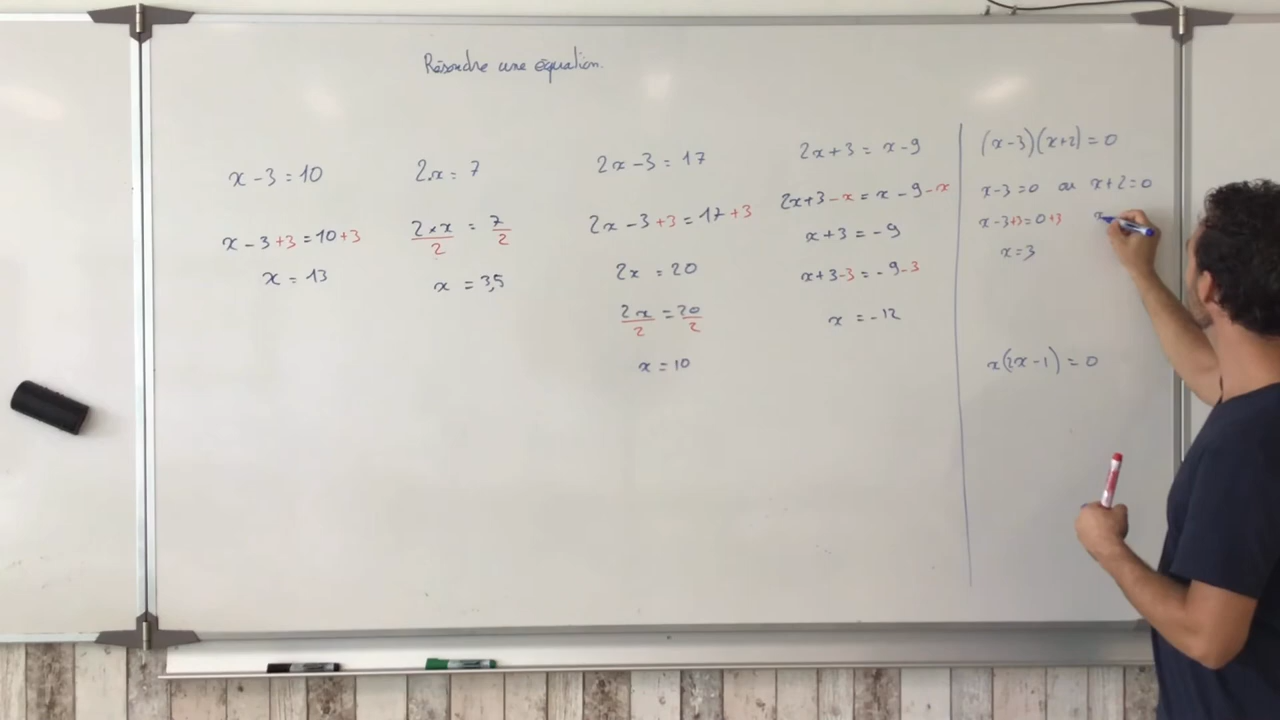 Résoudre une équation.
x - 3 = 10
x - 3 + 3 = 10 + 3
x = 13
2x = 7
2 × x / 2 = 7 / 2
x = 3,5
2x - 3 = 17
2x - 3 + 3 = 17 + 3
2x = 20
2x / 2 = 20 / 2
x = 10
2x + 3 = x - 9
2x + 3 - x = x - 9 - x
x + 3 = - 9
x + 3 - 3 = - 9 - 3
x = - 12
(x - 3)(x + 2) = 0
x - 3 = 0 ou x + 2 = 0
x - 3 + 3 = 0 + 3 x
x = 3
x(2x - 1) = 0